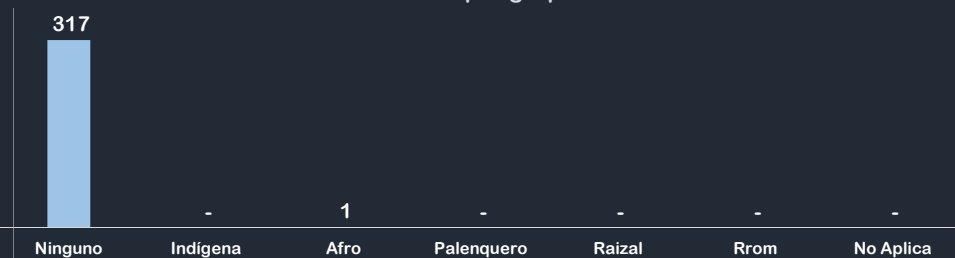 317
- 1 - - - -
Ninguno Indígena Afro Palenquero Raizal Rrom No Aplica